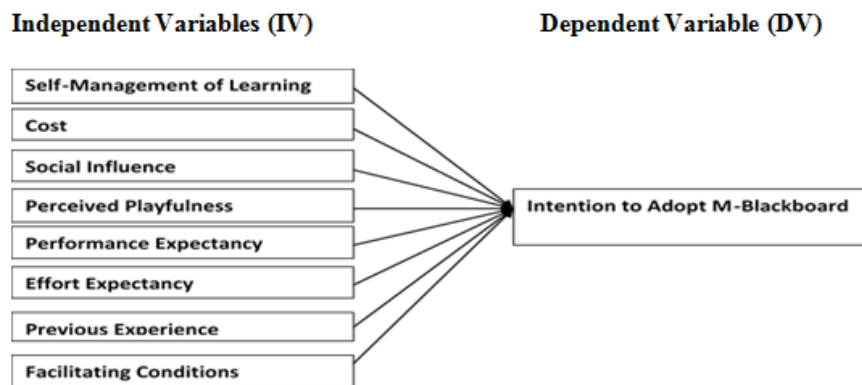 Independent Variables (IV)
Dependent Variable (DV)
Self-Management of Learning
Cost
Social Influence
Perceived Playfulness
Intention to Adopt M-Blackboard
Performance Expectancy
Effort Expectancy
Previous Experience
Facilitating Conditions